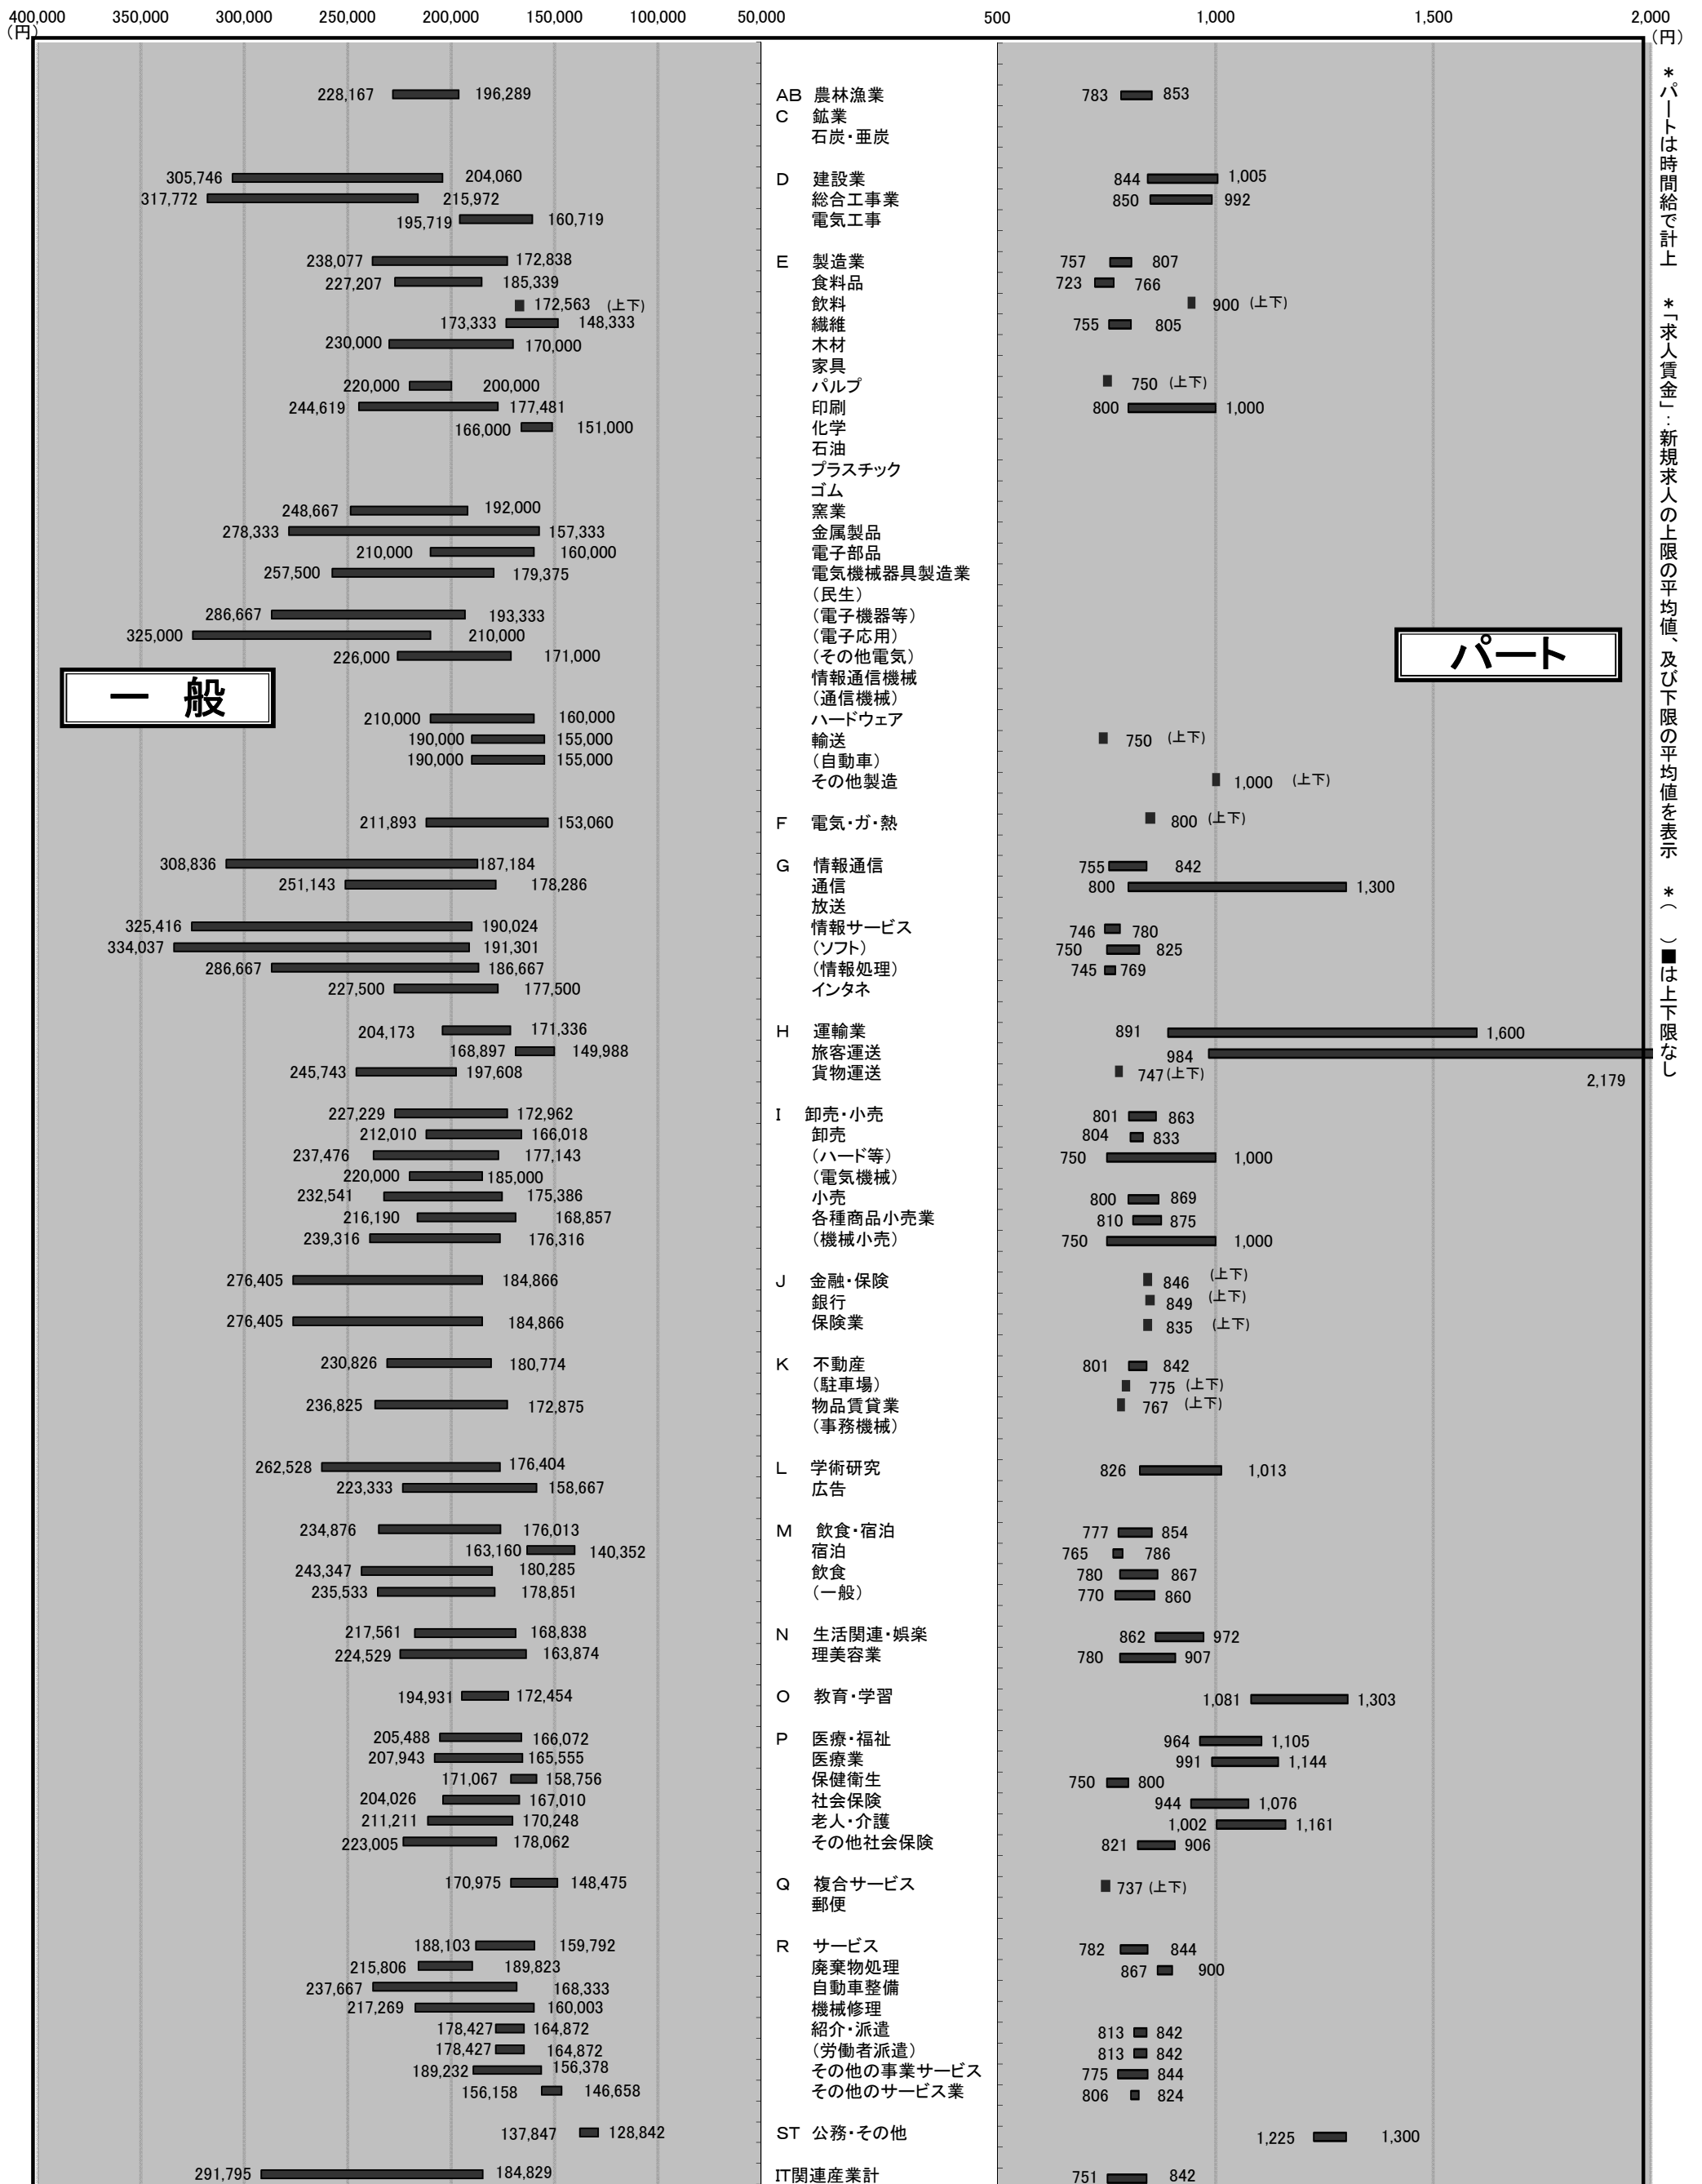 400,000 350,000 300,000 250,000 200,000 150,000 100,000 50,000 500 1,000 1,500 2,000
(円) (円)
228,167 196,289 AB 農林漁業 783 853
C 鉱業
石炭・亜炭
305,746 204,060 D 建設業 844 1,005
317,772 215,972 総合工事業 850 992
195,719 160,719 電気工事
238,077 172,838 E 製造業 757 807
227,207 185,339 食料品 723 766
172,563 (上下) 飲料 900 (上下)
173,333 148,333 繊維 755 805
230,000 170,000 木材
家具
220,000 200,000 パルプ 750 (上下)
244,619 177,481 印刷 800 1,000
166,000 151,000 化学
石油
プラスチック
ゴム
248,667 192,000 窯業
278,333 157,333 金属製品
210,000 160,000 電子部品
257,500 179,375 電気機械器具製造業
(民生)
286,667 193,333 (電子機器等)
325,000 210,000 (電子応用)
226,000 171,000 (その他電気)
パート
情報通信機械
一 般
(通信機械)
210,000 160,000 ハードウェア
190,000 155,000 輸送 750 (上下)
190,000 155,000 (自動車)
その他製造 1,000 (上下)
211,893 153,060 F 電気・ガ・熱 800 (上下)
308,836 187,184 G 情報通信 755 842
251,143 178,286 通信 800 1,300
放送
325,416 190,024 情報サービス 746 780
334,037 191,301 (ソフト) 750 825
286,667 186,667 (情報処理) 745 769
227,500 177,500 インタネ
204,173 171,336 H 運輸業 891 1,600
168,897 149,988 旅客運送 984 2,179
245,743 197,608 貨物運送 747 (上下)
227,229 172,962 I 卸売・小売 801 863
212,010 166,018 卸売 804 833
237,476 177,143 (ハード等) 750 1,000
220,000 185,000 (電気機械)
232,541 175,386 小売 800 869
216,190 168,857 各種商品小売業 810 875
239,316 176,316 (機械小売) 750 1,000
276,405 184,866 J 金融・保険 846 (上下)
銀行 849 (上下)
276,405 184,866 保険業 835 (上下)
230,826 180,774 K 不動産 801 842
(駐車場) 775 (上下)
236,825 172,875 物品賃貸業 767 (上下)
(事務機械)
262,528 176,404 L 学術研究 826 1,013
223,333 158,667 広告
234,876 176,013 M 飲食・宿泊 777 854
163,160 140,352 宿泊 765 786
243,347 180,285 飲食 780 867
235,533 178,851 (一般) 770 860
217,561 168,838 N 生活関連・娯楽 862 972
224,529 163,874 理美容業 780 907
194,931 172,454 O 教育・学習 1,081 1,303
205,488 166,072 P 医療・福祉 964 1,105
207,943 165,555 医療業 991 1,144
171,067 158,756 保健衛生 750 800
204,026 167,010 社会保険 944 1,076
211,211 170,248 老人・介護 1,002 1,161
223,005 178,062 その他社会保険 821 906
170,975 148,475 Q 複合サービス 737 (上下)
郵便
188,103 159,792 R サービス 782 844
215,806 189,823 廃棄物処理 867 900
237,667 168,333 自動車整備
217,269 160,003 機械修理
178,427 164,872 紹介・派遣 813 842
178,427 164,872 (労働者派遣) 813 842
189,232 156,378 その他の事業サービス 775 844
156,158 146,658 その他のサービス業 806 824
137,847 128,842 ST 公務・その他 1,225 1,300
291,795 184,829 IT関連産業計 751 842
*パートは時間給で計上 *「求人賃金」:新規求人の上限の平均値、及び下限の平均値を表示 *( )■は上下限なし